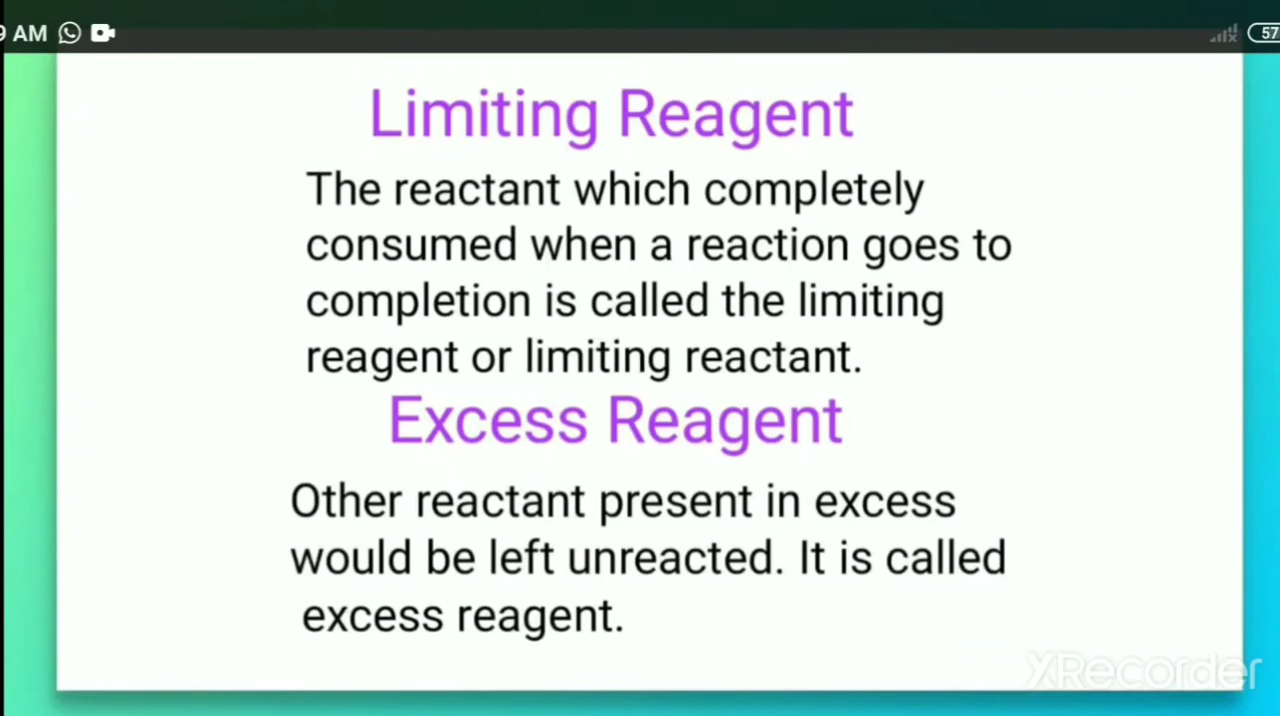 9 AM
57
Limiting Reagent
The reactant which completely
consumed when a reaction goes to
completion is called the limiting
reagent or limiting reactant.
Excess Reagent
Other reactant present in excess
would be left unreacted. It is called
excess reagent.
XRecorder